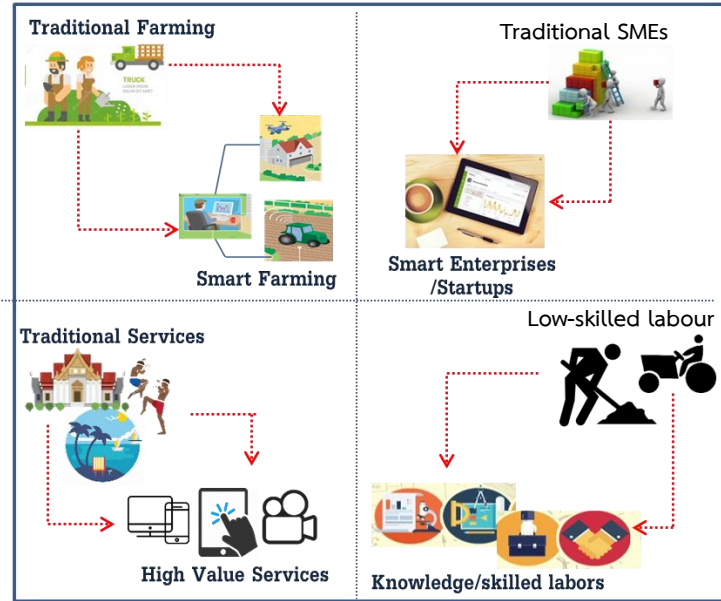 Traditional Farming
TRUCK
Smart Farming
Traditional SMEs
Smart Enterprises
/Startups
Traditional Services
High Value Services
Low-skilled labour
Knowledge/skilled labors